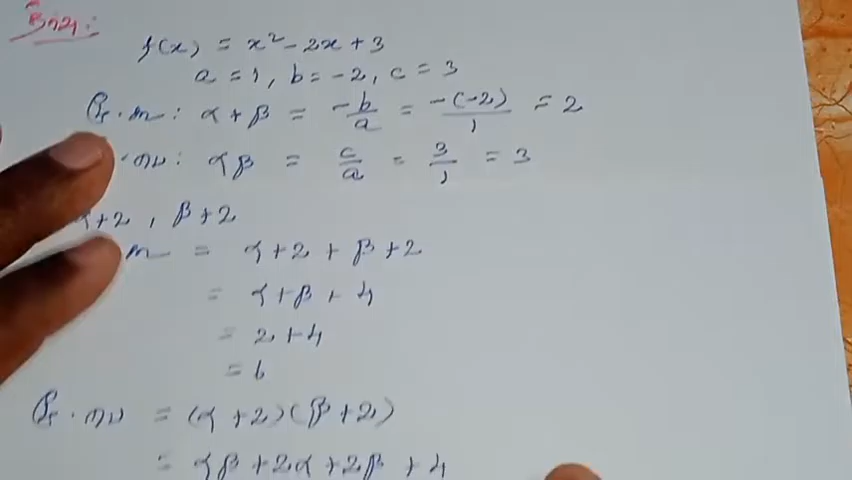 f(x) = x² - 2x + 3
a = 1, b = -2, c = 3
α + β = -b/a = -(-2)/1 = 2
αβ = c/a = 3/1 = 3
α+2, β+2
= α+2 + β+2
= α+β + 4
= 2+4
= 6
= (α+2)(β+2)
= αβ + 2α + 2β + 4